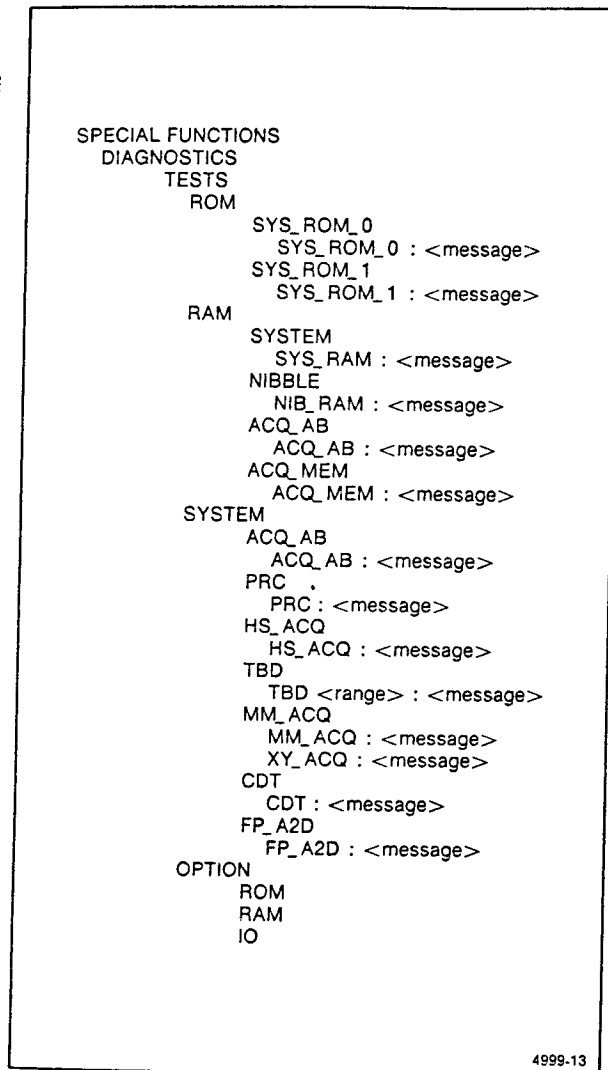 SPECIAL FUNCTIONS
DIAGNOSTICS
TESTS
ROM
SYS_ROM_0
SYS_ROM_0 : <message>
SYS_ROM_1
SYS_ROM_1 : <message>
RAM
SYSTEM
SYS_RAM : <message>
NIBBLE
NIB_RAM : <message>
ACQ_AB
ACQ_AB : <message>
ACQ_MEM
ACQ_MEM : <message>
SYSTEM
ACQ_AB
ACQ_AB : <message>
PRC
PRC : <message>
HS_ACQ
HS_ACQ : <message>
TBD
TBD <range> : <message>
MM_ACQ
MM_ACQ : <message>
XY_ACQ : <message>
CDT
CDT : <message>
FP_A2D
FP_A2D : <message>
OPTION
ROM
RAM
IO
4999-13